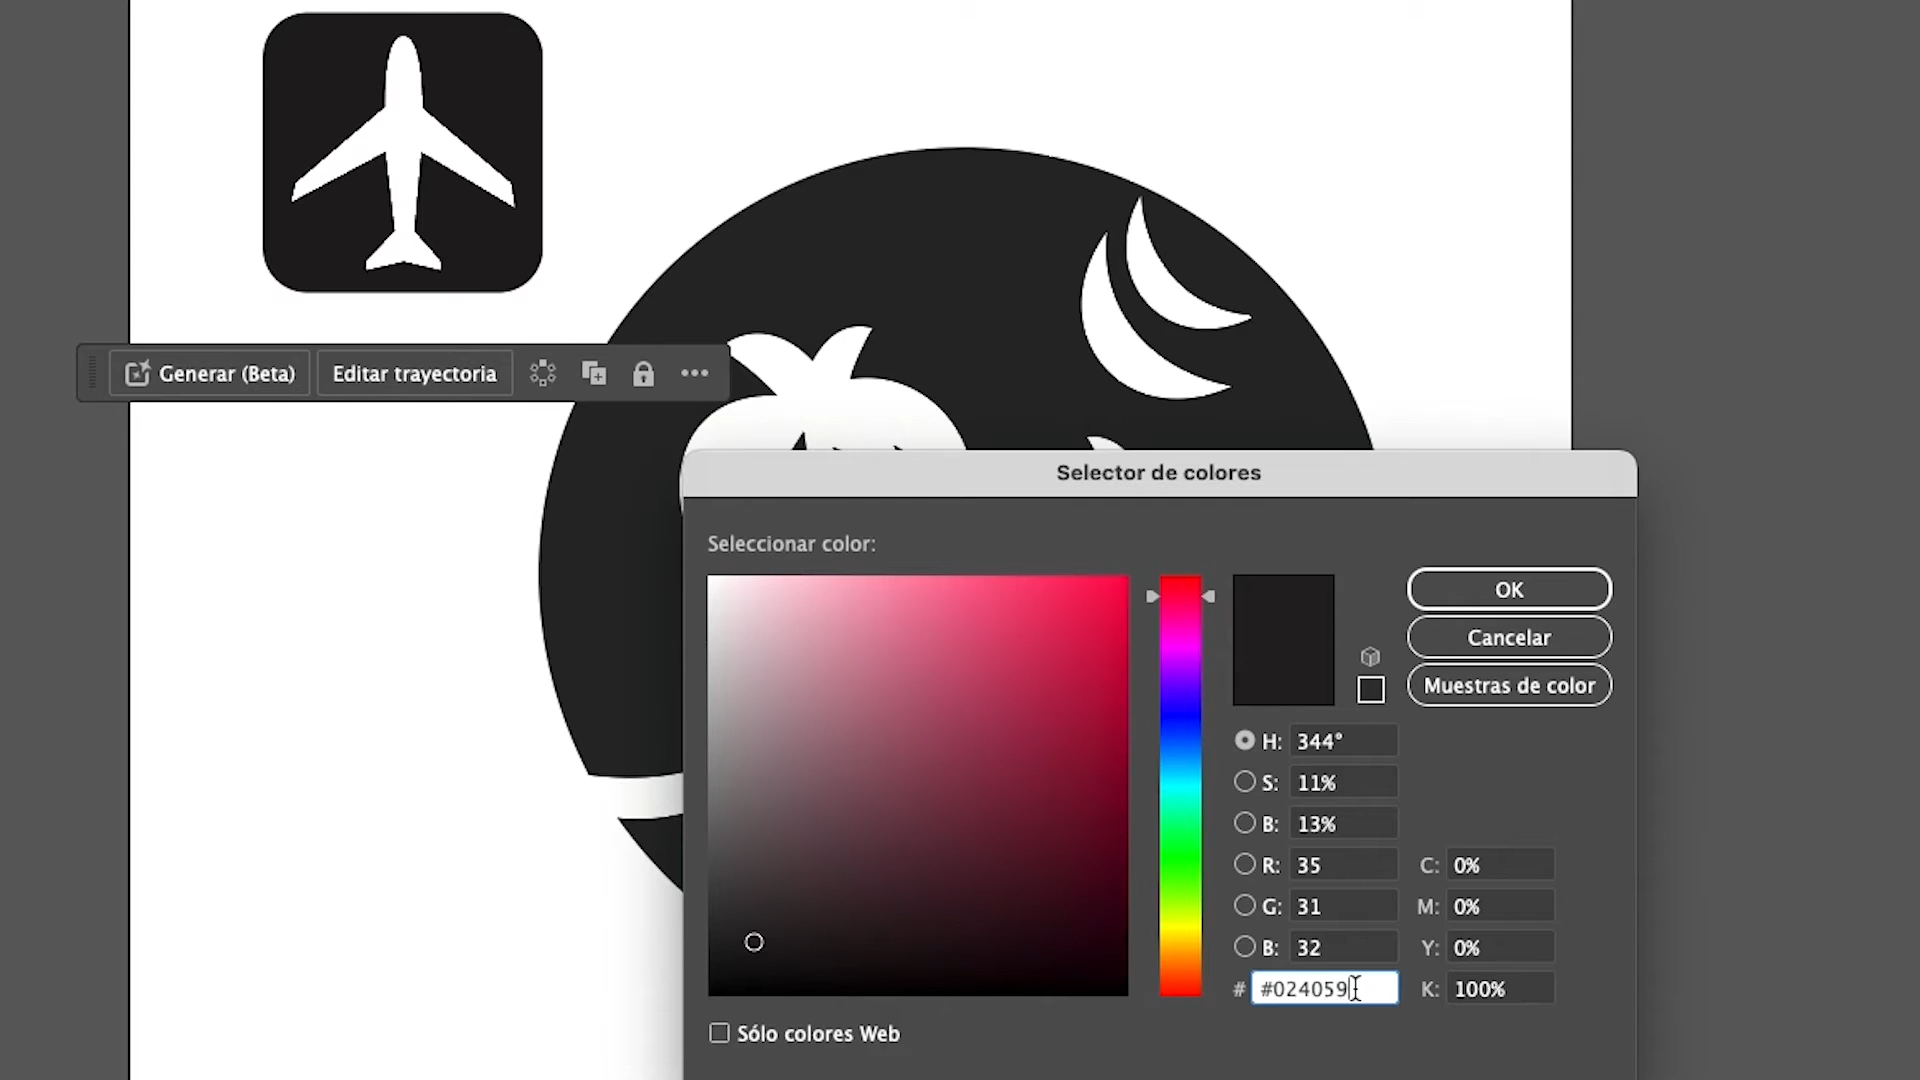 Generar (Beta)
Editar trayectoria
Selector de colores
Seleccionar color:
OK
Cancelar
Muestras de color
H: 344°
S: 11%
B: 13%
R: 35
C: 0%
G: 31
M: 0%
B: 32
Y: 0%
# #024059
K: 100%
Sólo colores Web